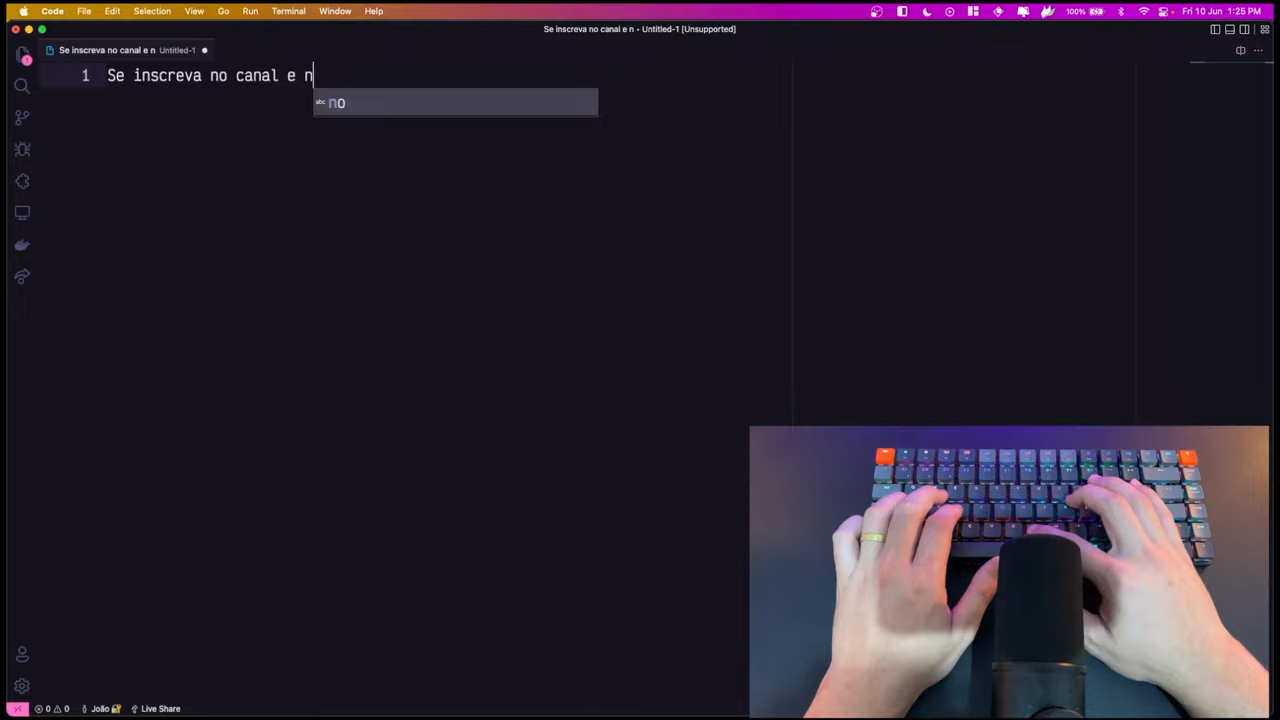 Code File Edit Selection View Go Run Terminal Window Help 100% Fri 10 Jun 1:25 PM
Se inscreva no canal e n • Untitled-1 [Unsupported]
Se inscreva no canal e n Untitled-1
1 Se inscreva no canal e n
abc no
1
0 0 João Live Share